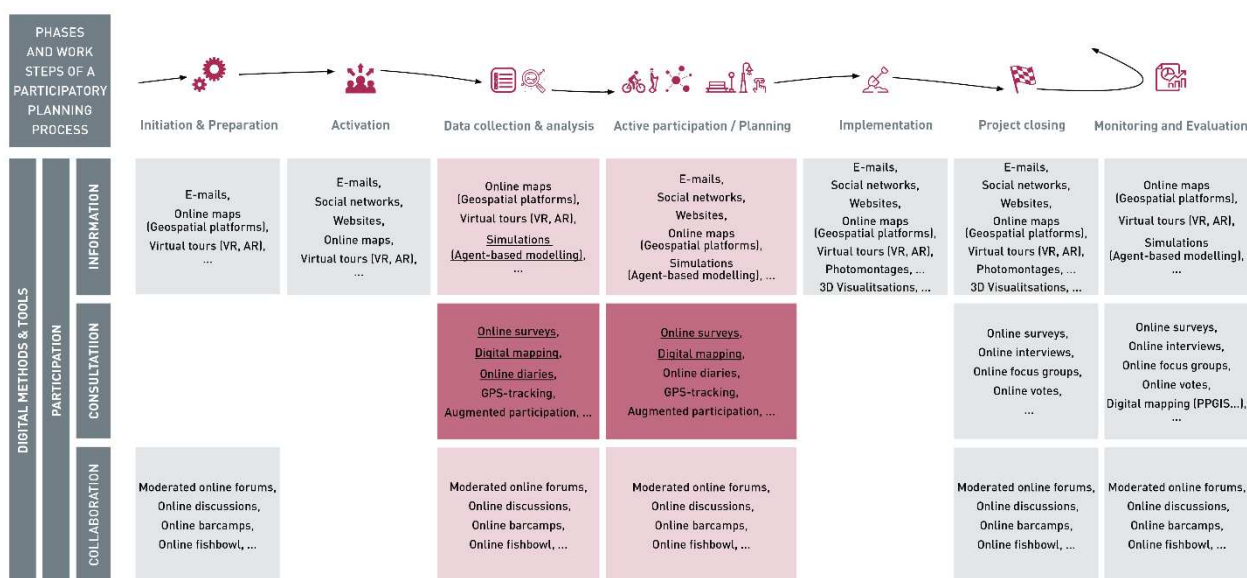 PHASES
AND WORK
STEPS OF A
PARTICIPATORY
PLANNING
PROCESS
Initiation & Preparation
Activation
Data collection & analysis
Active participation / Planning
Implementation
Project closing
Monitoring and Evaluation
DIGITAL METHODS & TOOLS
PARTICIPATION
INFORMATION
E-mails,
Online maps
(Geospatial platforms)
Virtual tours (VR, AR),
...
E-mails,
Social networks,
Websites,
Online maps,
Virtual tours (VR, AR),
...
Online maps
(Geospatial platforms),
Virtual tours (VR, AR),
Simulations
(Agent-based modelling),
...
E-mails,
Social networks,
Websites,
Online maps
(Geospatial platforms),
Simulations
(Agent-based modelling),
...
E-mails,
Social networks,
Websites,
Online maps
(Geospatial platforms),
Virtual tours (VR, AR),
Photomontages, ...
3D Visualitsations, ...
E-mails,
Social networks,
Websites,
Online maps
(Geospatial platforms),
Virtual tours (VR, AR),
Photomontages, ...
3D Visualitsations, ...
Online maps
(Geospatial platforms),
Virtual tours (VR, AR),
Simulations
(Agent-based modelling),
...
CONSULTATIION
Online surveys,
Digital mapping,
Online diaries,
GPS-tracking,
Augmented participation, ...
Online surveys,
Digital mapping,
Online diaries,
GPS-tracking,
Augmented participation, ...
Online surveys,
Online interviews,
Online focus groups,
Online votes,
...
Online surveys,
Online interviews,
Online focus groups,
Online votes,
Digital mapping (PPGIS...),
...
COLLABORATION
Moderated online forums,
Online discussions,
Online barcamps,
Online fishbowl, ...
Moderated online forums,
Online discussions,
Online barcamps,
Online fishbowl, ...
Moderated online forums,
Online discussions,
Online barcamps,
Online fishbowl, ...
Moderated online forums,
Online discussions,
Online barcamps,
Online fishbowl, ...
Moderated online forums,
Online discussions,
Online barcamps,
Online fishbowl, ...